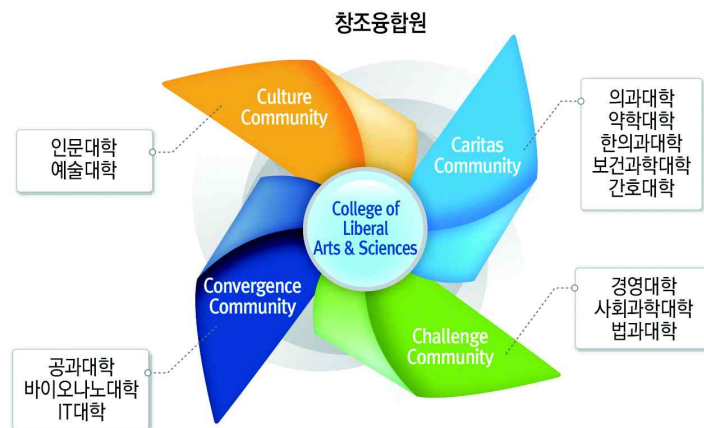 창조융합원
Culture
Community
인문대학
예술대학
Caritas
Community
의과대학
약학대학
한의과대학
보건과학대학
간호대학
College of
Liberal
Arts & Sciences
Convergence
Community
공과대학
바이오나노대학
IT대학
Challenge
Community
경영대학
사회과학대학
법과대학